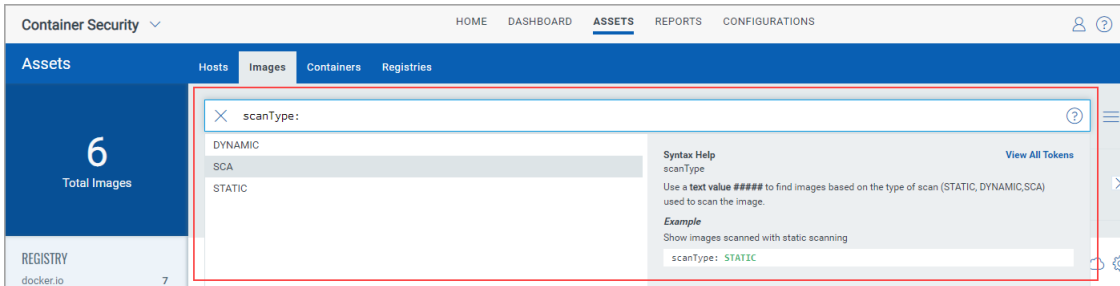 Container Security
HOME DASHBOARD ASSETS REPORTS CONFIGURATIONS
Assets
Hosts Images Containers Registries
scanType:
6
Total Images
DYNAMIC
SCA
STATIC
Syntax Help View All Tokens
scanType
Use a text value ##### to find images based on the type of scan (STATIC, DYNAMIC,SCA)
used to scan the image.
Example
Show images scanned with static scanning
scanType: STATIC
REGISTRY
docker.io 7